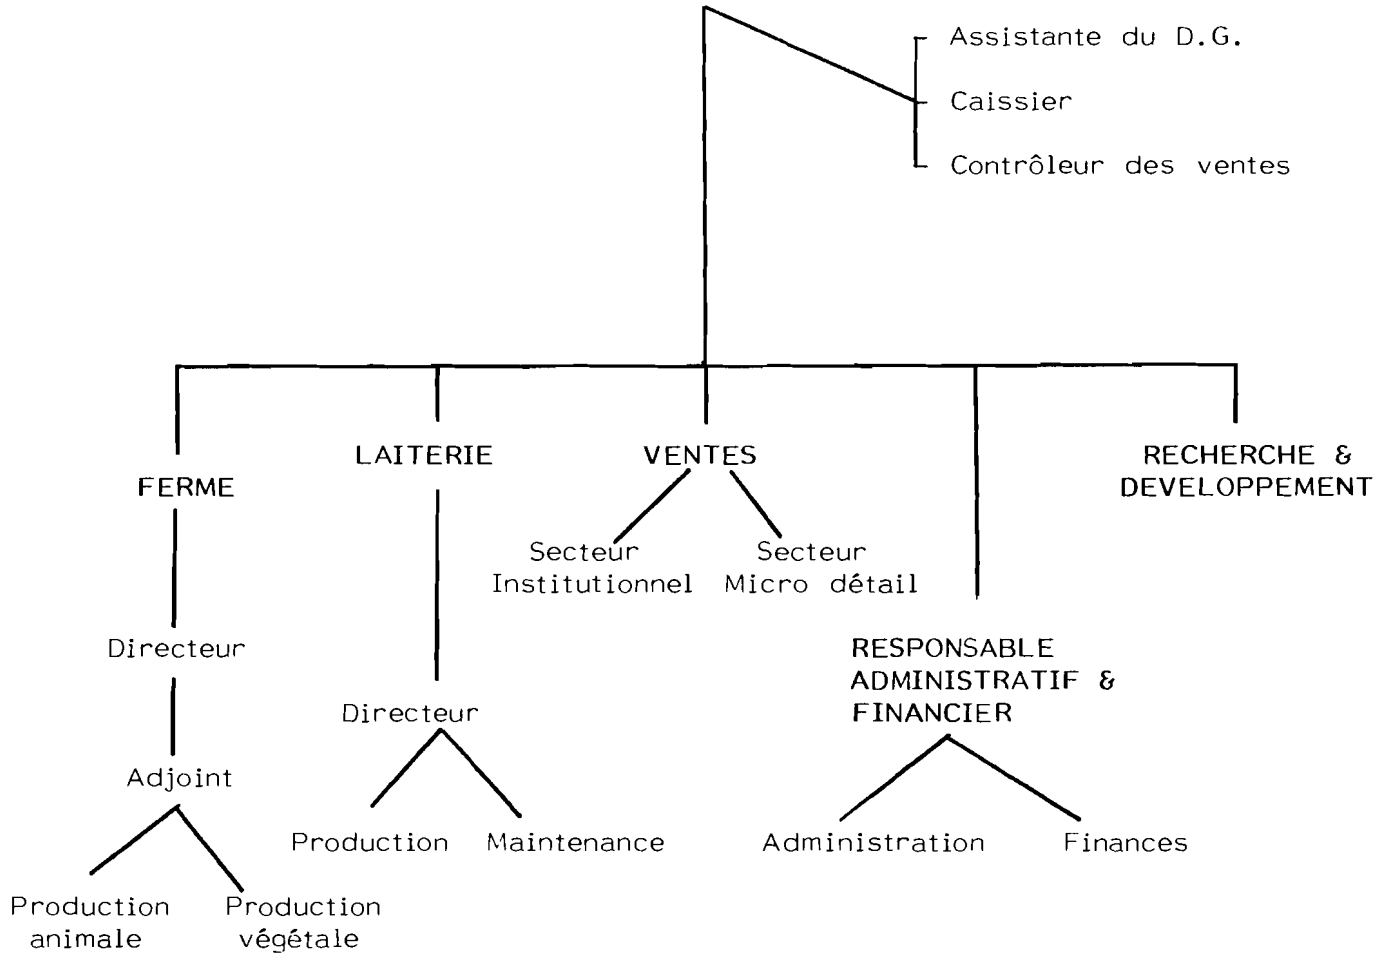 Assistante du D.G.
Caissier
Contrôleur des ventes
FERME
LAITERIE
VENTES
RECHERCHE &
DEVELOPPEMENT
Secteur
Institutionnel
Secteur
Micro détail
Directeur
RESPONSABLE
ADMINISTRATIF &
FINANCIER
Directeur
Adjoint
Production
Maintenance
Administration
Finances
Production
animale
Production
végétale